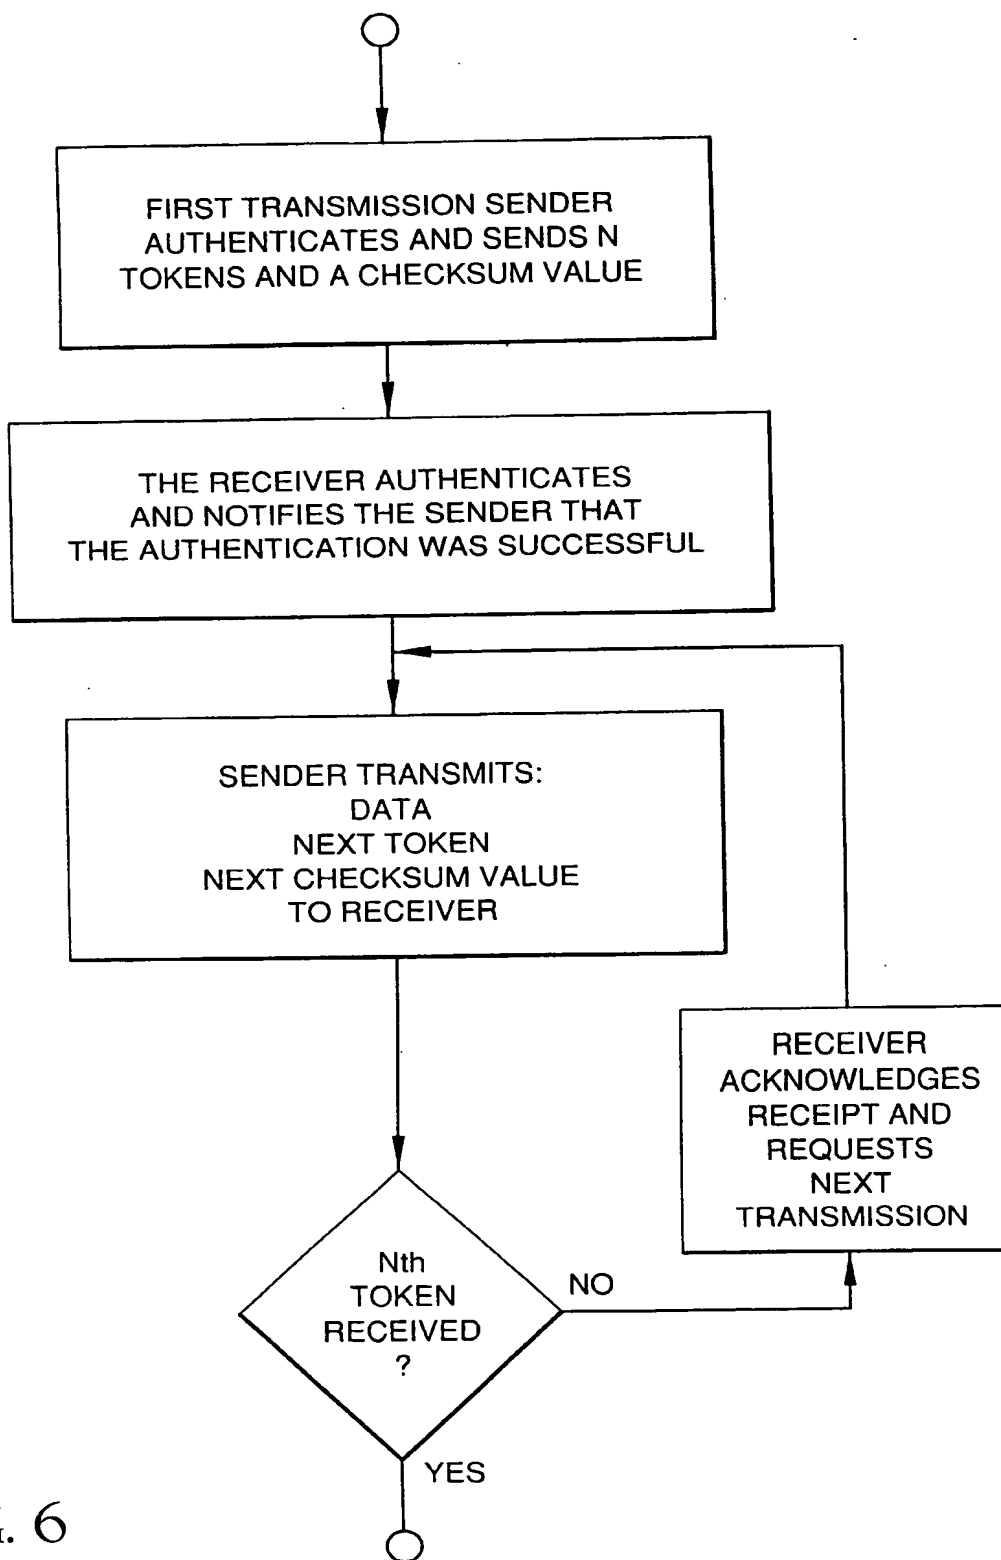 FIRST TRANSMISSION SENDER
AUTHENTICATES AND SENDS N
TOKENS AND A CHECKSUM VALUE
THE RECEIVER AUTHENTICATES
AND NOTIFIES THE SENDER THAT
THE AUTHENTICATION WAS SUCCESSFUL
SENDER TRANSMITS:
DATA
NEXT TOKEN
NEXT CHECKSUM VALUE
TO RECEIVER
RECEIVER
ACKNOWLEDGES
RECEIPT AND
REQUESTS
NEXT
TRANSMISSION
Nth
TOKEN
RECEIVED
?
NO
YES
6